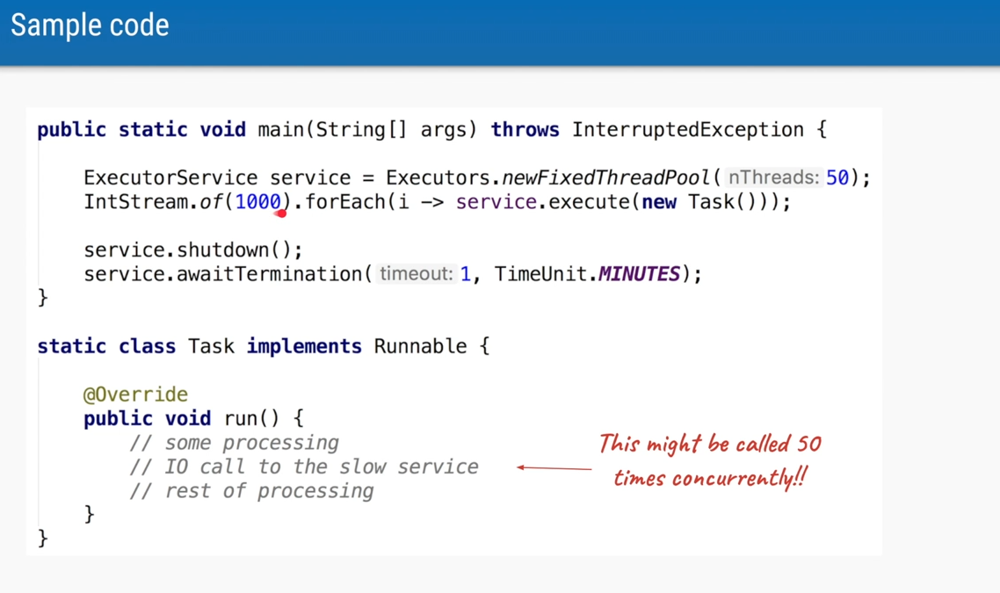 Sample code
public static void main(String[] args) throws InterruptedException {
ExecutorService service = Executors.newFixedThreadPool( nThreads: 50);
IntStream.of(1000).forEach(i -> service.execute(new Task()));
service.shutdown();
service.awaitTermination( timeout: 1, TimeUnit.MINUTES);
}
static class Task implements Runnable {
@Override
public void run() {
// some processing
// IO call to the slow service
// rest of processing
}
}
This might be called 50
times concurrently!!